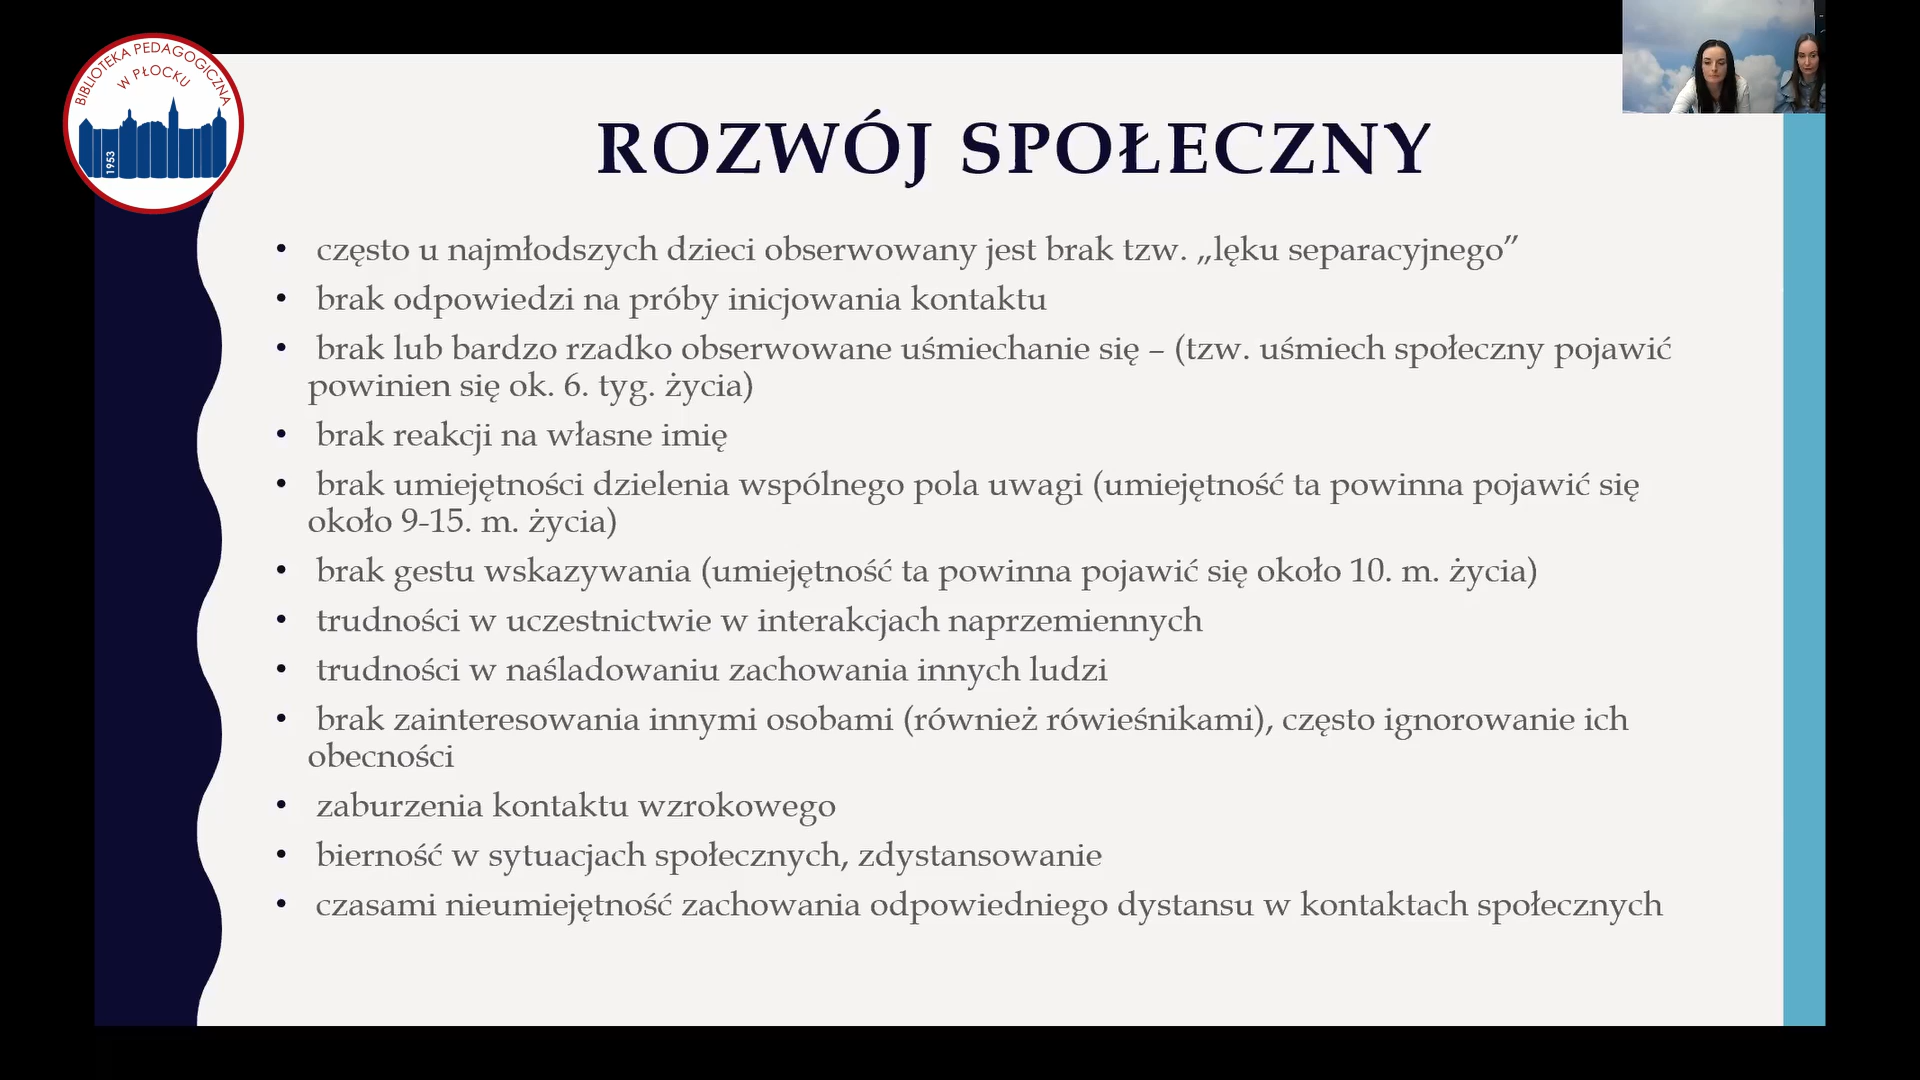 BIBLIOTEKA PEDAGOGICZNA
W PŁOCKU
1953
ROZWÓJ SPOŁECZNY
• często u najmłodszych dzieci obserwowany jest brak tzw. „lęku separacyjnego”
• brak odpowiedzi na próby inicjowania kontaktu
• brak lub bardzo rzadko obserwowane uśmiechanie się – (tzw. uśmiech społeczny pojawić
powinien się ok. 6. tyg. życia)
• brak reakcji na własne imię
• brak umiejętności dzielenia wspólnego pola uwagi (umiejętność ta powinna pojawić się
około 9-15. m. życia)
• brak gestu wskazywania (umiejętność ta powinna pojawić się około 10. m. życia)
• trudności w uczestnictwie w interakcjach naprzemiennych
• trudności w naśladowaniu zachowania innych ludzi
• brak zainteresowania innymi osobami (również rówieśnikami), często ignorowanie ich
obecności
• zaburzenia kontaktu wzrokowego
• bierność w sytuacjach społecznych, zdystansowanie
• czasami nieumiejętność zachowania odpowiedniego dystansu w kontaktach społecznych